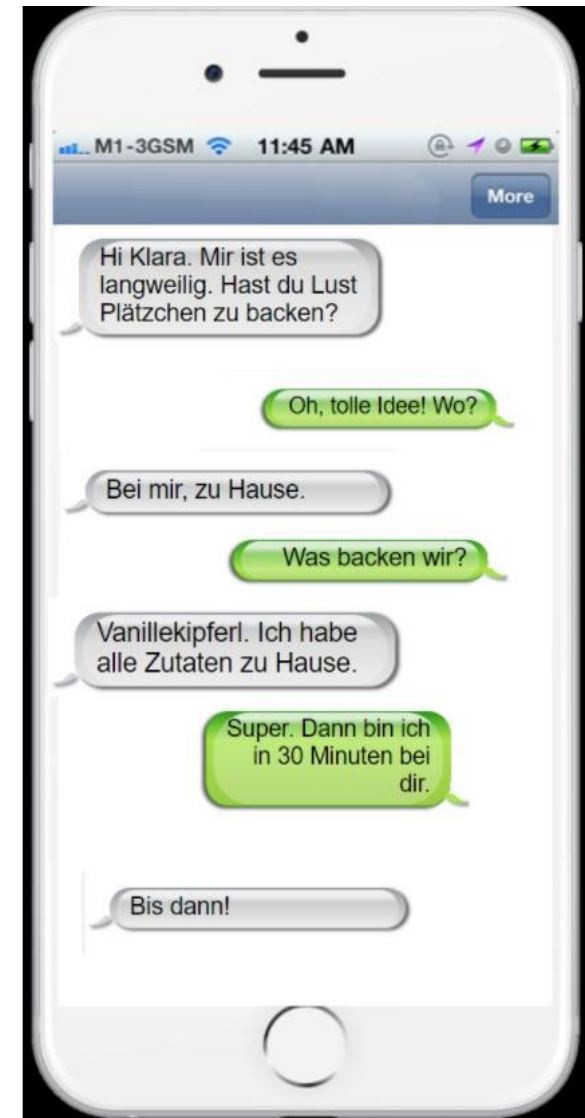 M1-3GSM 11:45 AM
More
Hi Klara. Mir ist es
langweilig. Hast du Lust
Plätzchen zu backen?
Oh, tolle Idee! Wo?
Bei mir, zu Hause.
Was backen wir?
Vanillekipferl. Ich habe
alle Zutaten zu Hause.
Super. Dann bin ich
in 30 Minuten bei
dir.
Bis dann!